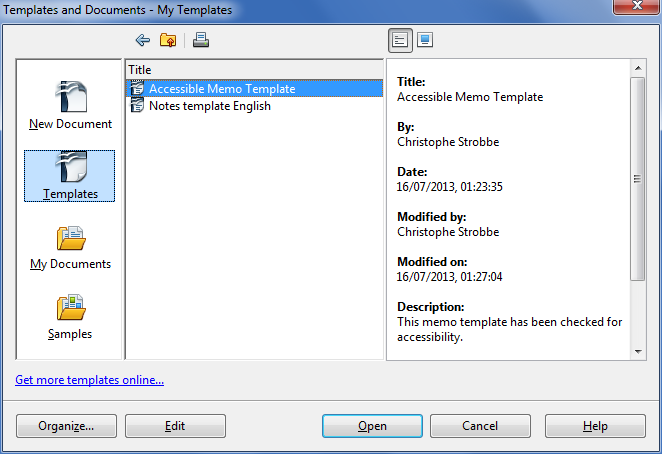 Templates and Documents - My Templates
New Document
Templates
My Documents
Samples
Title
Accessible Memo Template
Notes template English
Title:
Accessible Memo Template
By:
Christophe Strobbe
Date:
16/07/2013, 01:23:35
Modified by:
Christophe Strobbe
Modified on:
16/07/2013, 01:27:04
Description:
This memo template has been checked for
accessibility.
Get more templates online...
Organize...
Edit
Open
Cancel
Help